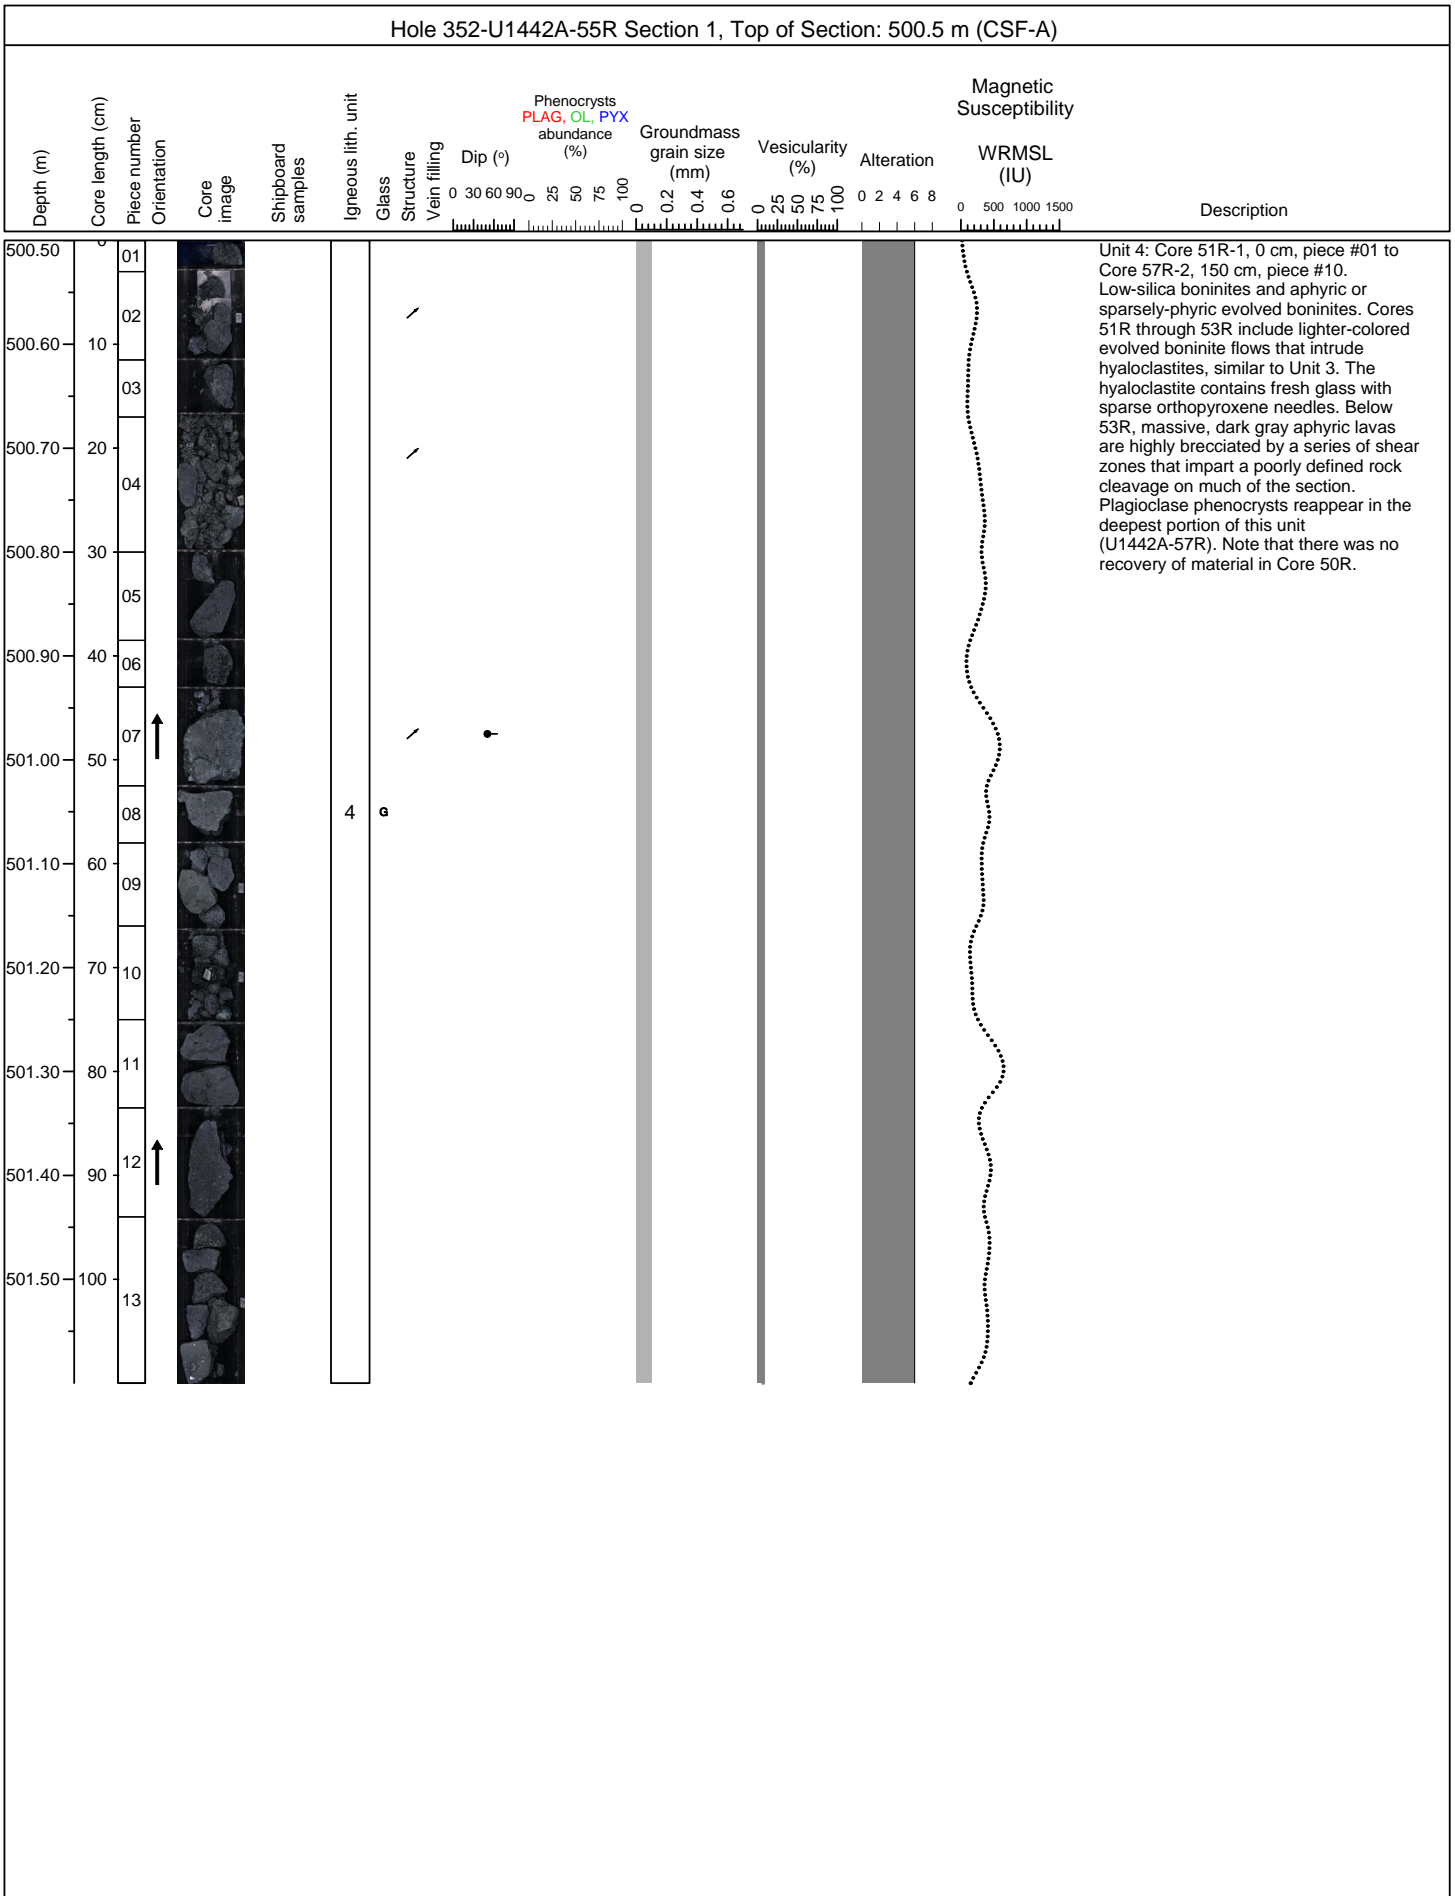 Hole 352-U1442A-55R Section 1, Top of Section: 500.5 m (CSF-A)
Depth (m)
Core length (cm)
Piece number
Orientation
Core
image
Shipboard
samples
Igneous lith. unit
Glass
Structure
Vein filling
Dip (°)
0 30 60 90
Phenocrysts
PLAG, OL, PYX
abundance
(%)
0 25 50 75 100
Groundmass
grain size
(mm)
0 0.2 0.4 0.6
Vesicularity
(%)
0 25 50 75 100
Alteration
0 2 4 6 8
Magnetic
Susceptibility
WRMSL
(IU)
0 500 1000 1500
Description
500.50
0
01
02
500.60
10
03
500.70
20
04
500.80
30
05
500.90
40
06
07
501.00
50
08
4
G
501.10
60
09
501.20
70
10
11
501.30
80
12
501.40
90
501.50
100
13
Unit 4: Core 51R-1, 0 cm, piece #01 to
Core 57R-2, 150 cm, piece #10.
Low-silica boninites and aphyric or
sparsely-phyric evolved boninites. Cores
51R through 53R include lighter-colored
evolved boninite flows that intrude
hyaloclastites, similar to Unit 3. The
hyaloclastite contains fresh glass with
sparse orthopyroxene needles. Below
53R, massive, dark gray aphyric lavas
are highly brecciated by a series of shear
zones that impart a poorly defined rock
cleavage on much of the section.
Plagioclase phenocrysts reappear in the
deepest portion of this unit
(U1442A-57R). Note that there was no
recovery of material in Core 50R.